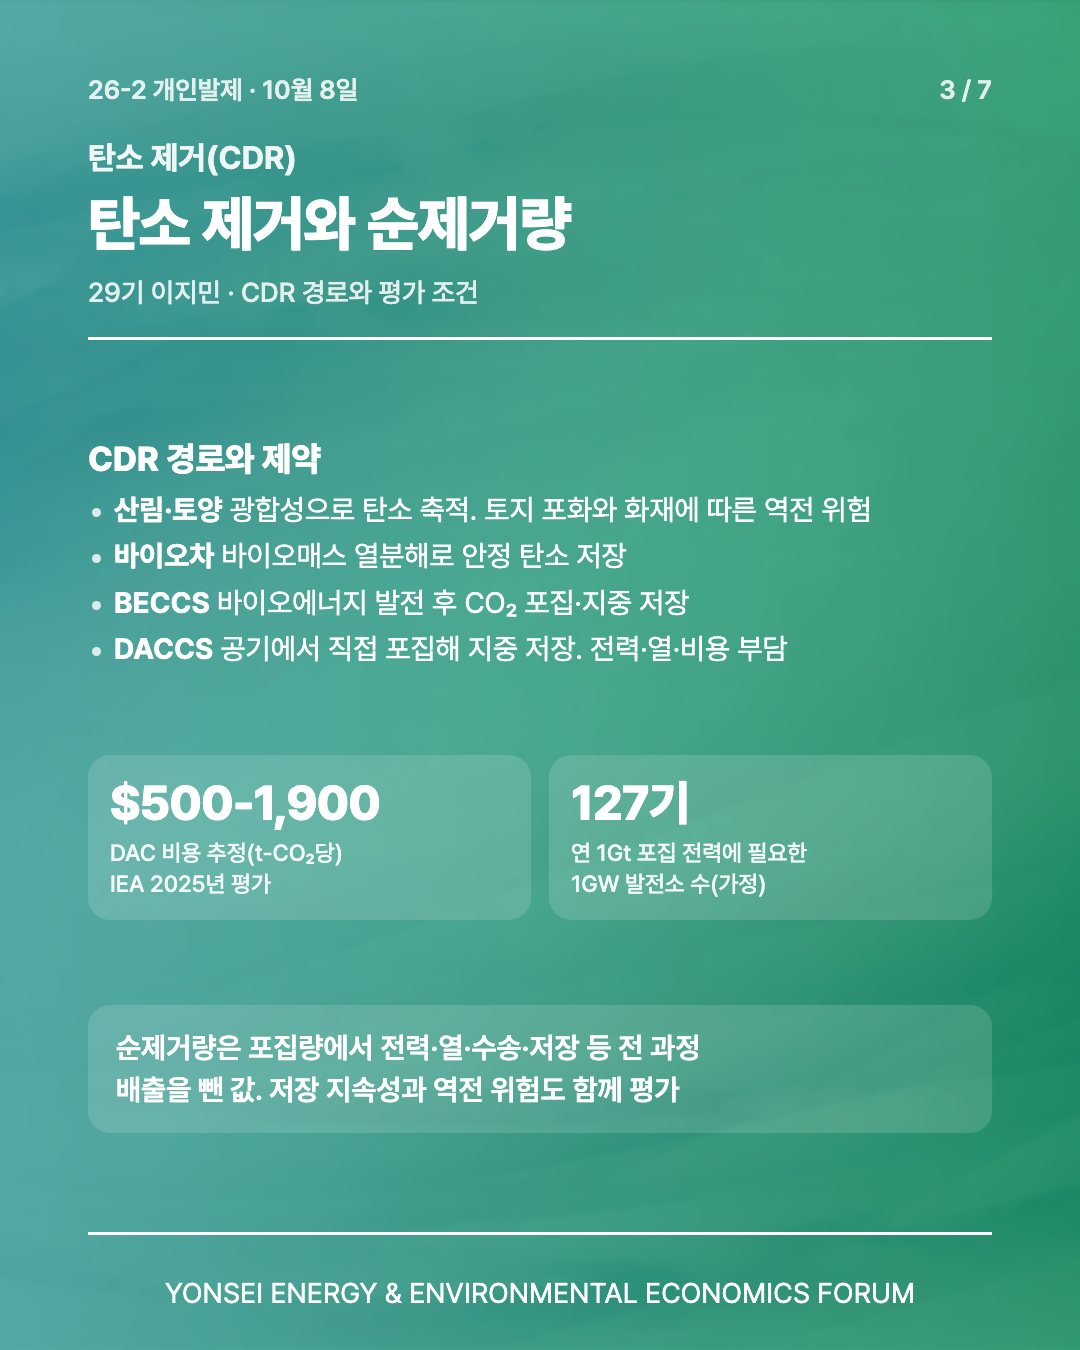 26-2 개인발제 · 10월 8일
3 / 7
탄소 제거(CDR)
탄소 제거와 순제거량
29기 이지민 · CDR 경로와 평가 조건
CDR 경로와 제약
• 산림·토양 광합성으로 탄소 축적. 토지 포화와 화재에 따른 역전 위험
• 바이오차 바이오매스 열분해로 안정 탄소 저장
• BECCS 바이오에너지 발전 후 CO₂ 포집·지중 저장
• DACCS 공기에서 직접 포집해 지중 저장. 전력·열·비용 부담
$500-1,900
DAC 비용 추정(t-CO₂당)
IEA 2025년 평가
127기
연 1Gt 포집 전력에 필요한
1GW 발전소 수(가정)
순제거량은 포집량에서 전력·열·수송·저장 등 전 과정
배출을 뺀 값. 저장 지속성과 역전 위험도 함께 평가
YONSEI ENERGY & ENVIRONMENTAL ECONOMICS FORUM